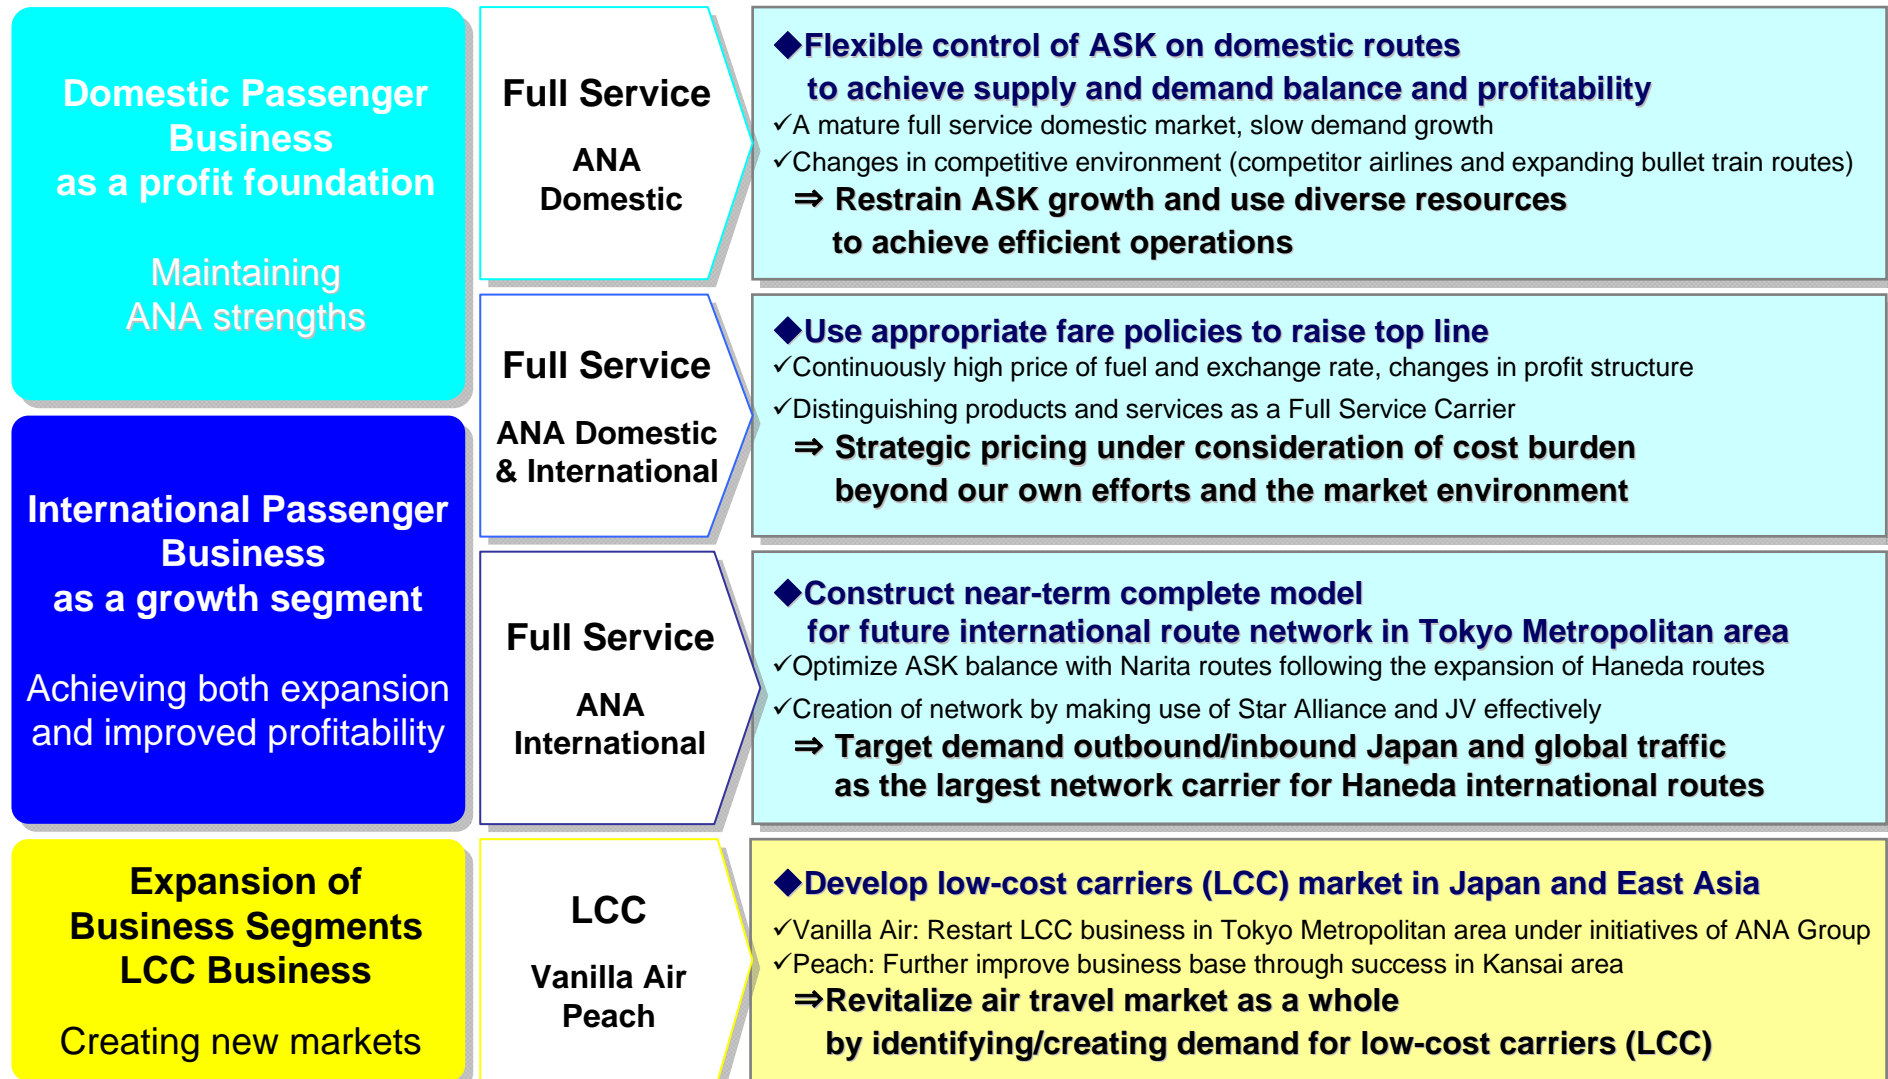 Domestic Passenger
Business
as a profit foundation
Maintaining
ANA strengths
Full Service
ANA
Domestic
◆Flexible control of ASK on domestic routes
to achieve supply and demand balance and profitability
✓A mature full service domestic market, slow demand growth
✓Changes in competitive environment (competitor airlines and expanding bullet train routes)
⇒ Restrain ASK growth and use diverse resources
to achieve efficient operations
Full Service
ANA Domestic
& International
◆Use appropriate fare policies to raise top line
✓Continuously high price of fuel and exchange rate, changes in profit structure
✓Distinguishing products and services as a Full Service Carrier
⇒ Strategic pricing under consideration of cost burden
beyond our own efforts and the market environment
International Passenger
Business
as a growth segment
Achieving both expansion
and improved profitability
Full Service
ANA
International
◆Construct near-term complete model
for future international route network in Tokyo Metropolitan area
✓Optimize ASK balance with Narita routes following the expansion of Haneda routes
✓Creation of network by making use of Star Alliance and JV effectively
⇒ Target demand outbound/inbound Japan and global traffic
as the largest network carrier for Haneda international routes
Expansion of
Business Segments
LCC Business
Creating new markets
LCC
Vanilla Air
Peach
◆Develop low-cost carriers (LCC) market in Japan and East Asia
✓Vanilla Air: Restart LCC business in Tokyo Metropolitan area under initiatives of ANA Group
✓Peach: Further improve business base through success in Kansai area
⇒Revitalize air travel market as a whole
by identifying/creating demand for low-cost carriers (LCC)